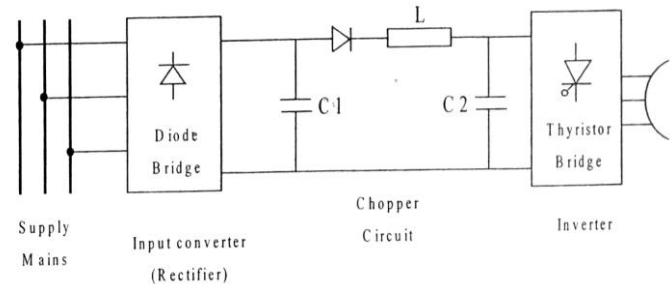 L
C1
C2
Diode
Bridge
Thyristor
Bridge
Supply
Mains
Input converter
(Rectifier)
Chopper
Circuit
Inverter